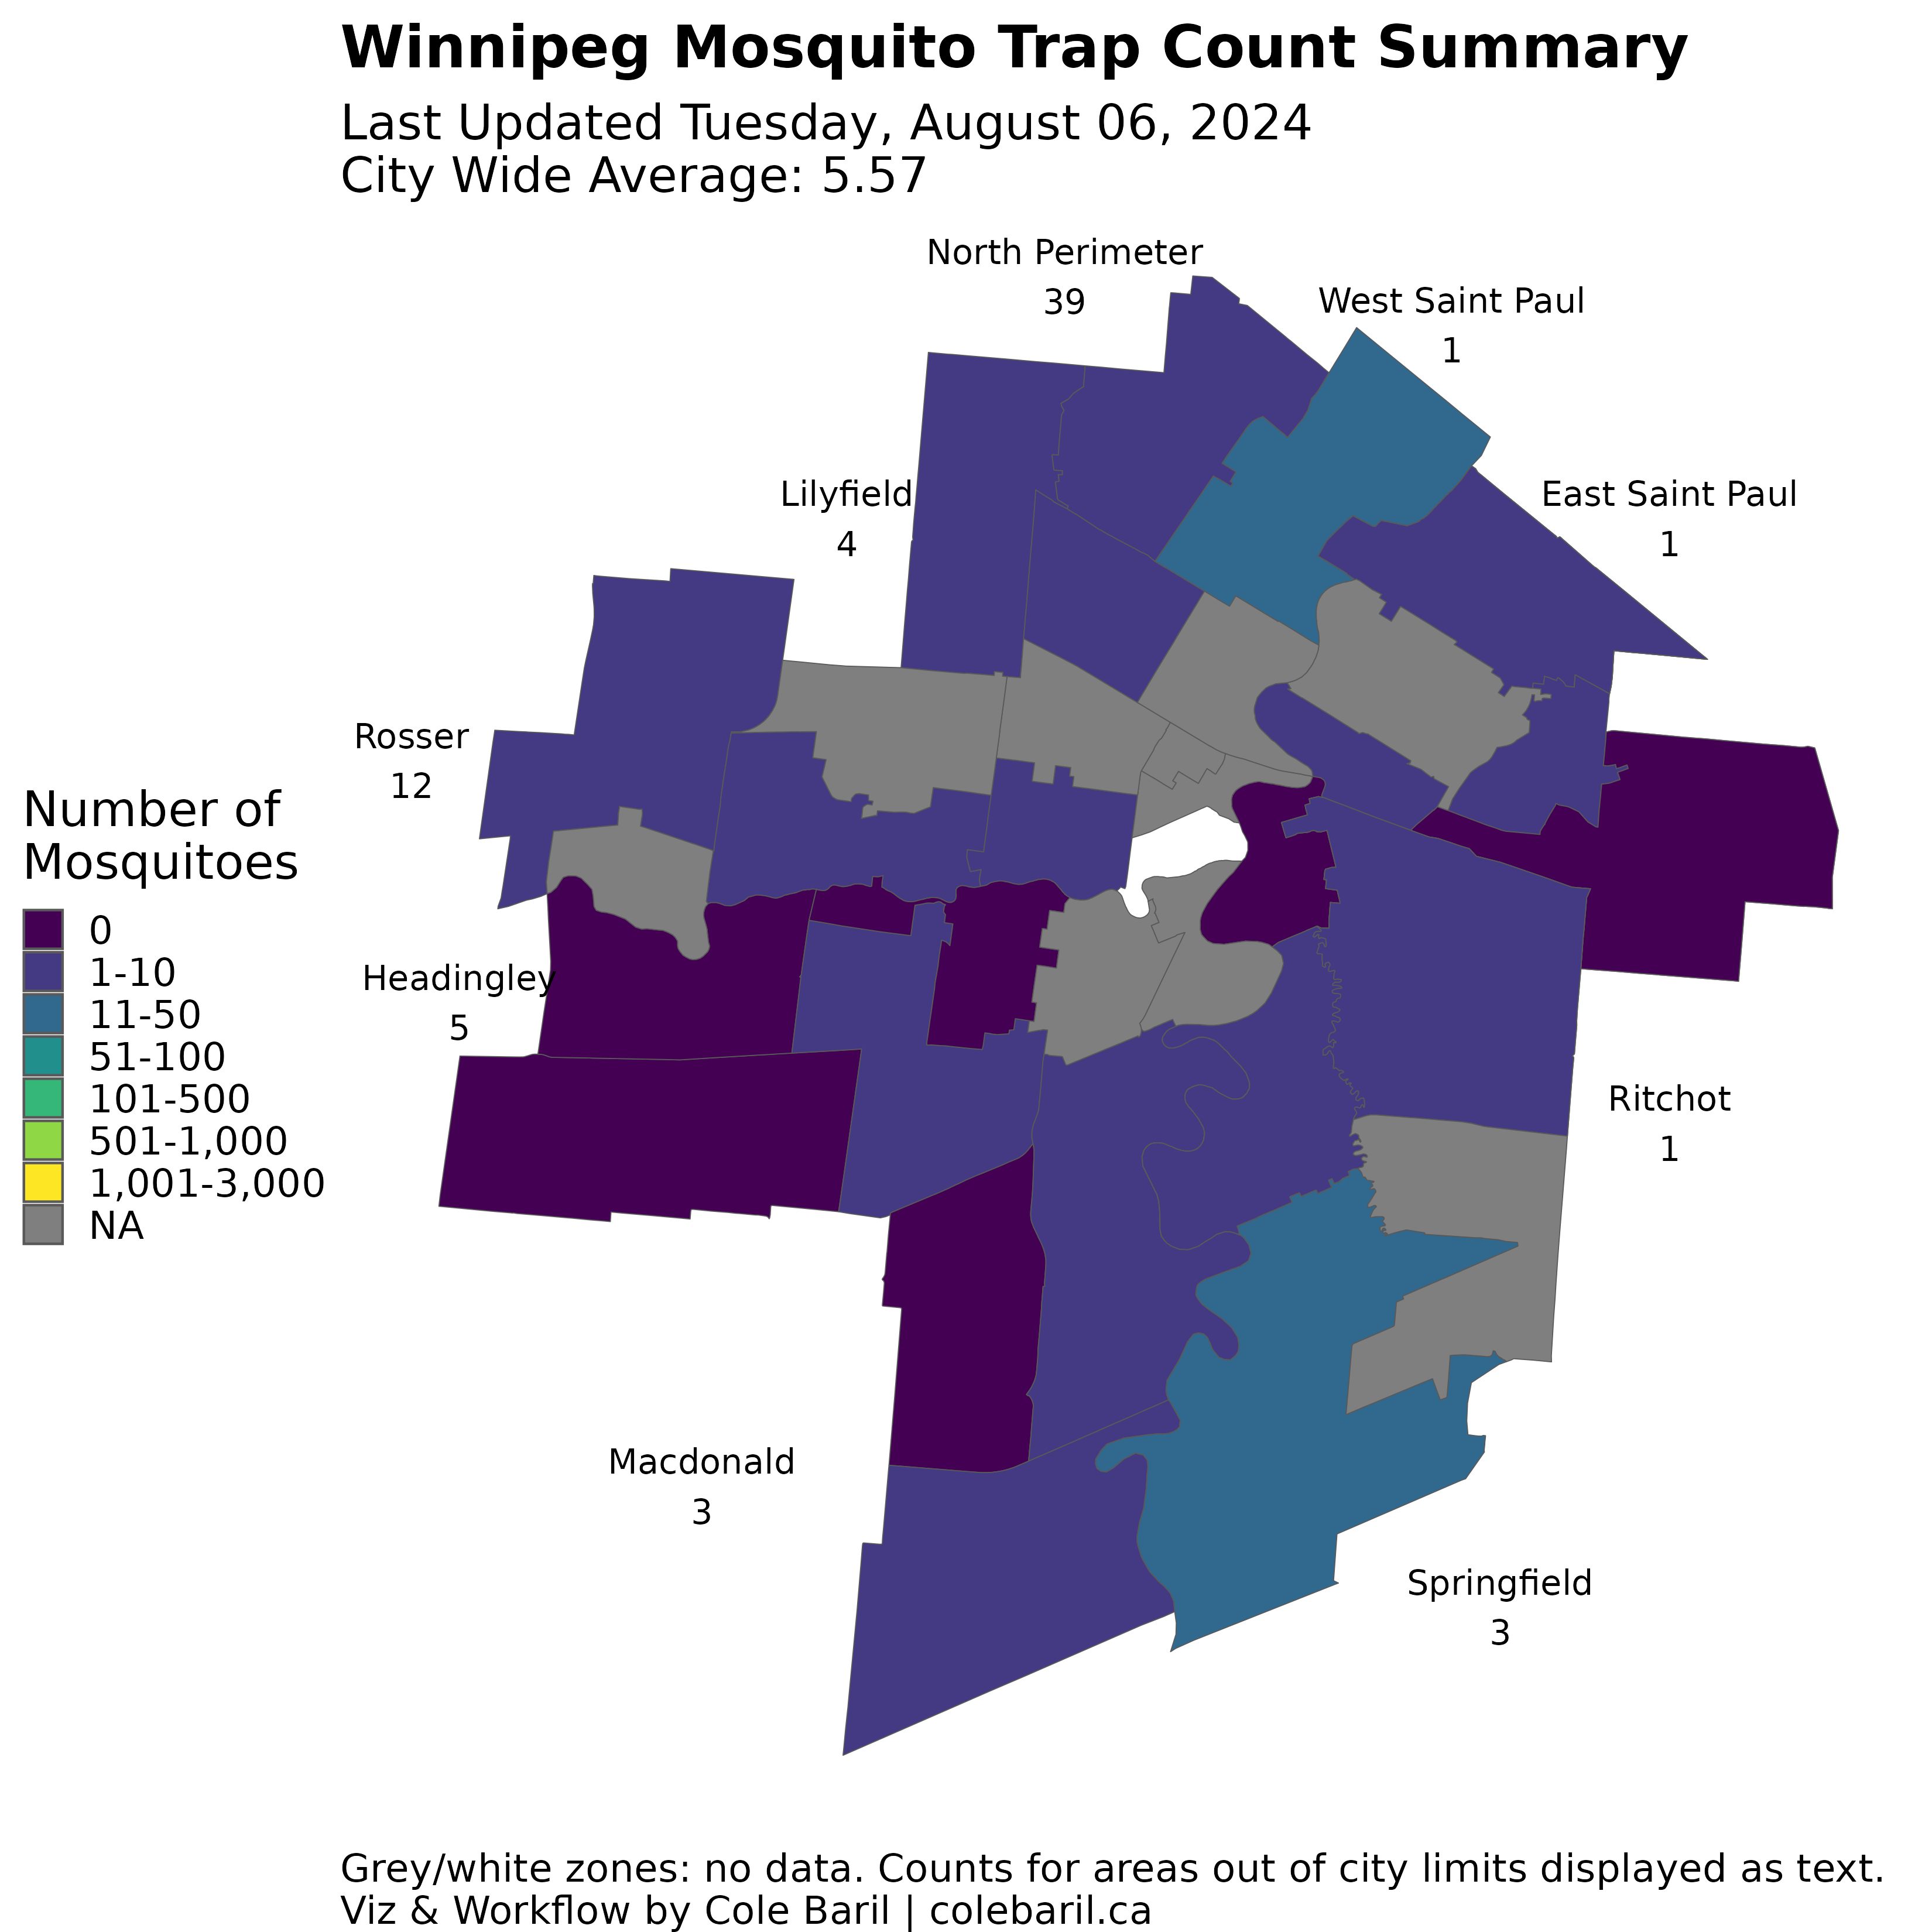 Winnipeg Mosquito Trap Count Summary
Last Updated Tuesday, August 06, 2024
City Wide Average: 5.57
North Perimeter
39
West Saint Paul
1
Lilyfield
4
East Saint Paul
1
Rosser
12
Number of
Mosquitoes
0
1-10
11-50
51-100
101-500
501-1,000
1,001-3,000
NA
Headingley
5
Ritchot
1
Macdonald
3
Springfield
3
Grey/white zones: no data. Counts for areas out of city limits displayed as text.
Viz & Workflow by Cole Baril | colebaril.ca